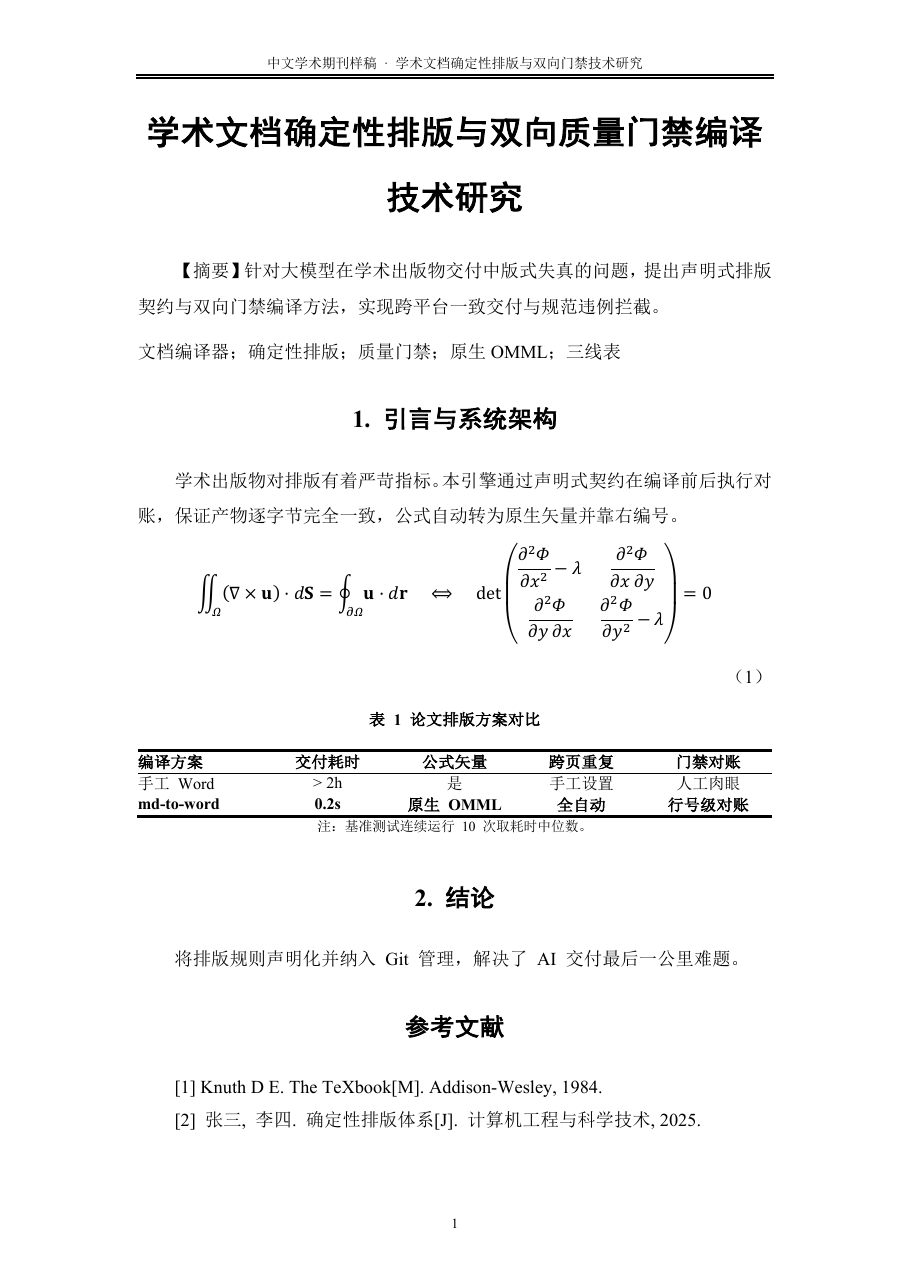 中文学术期刊样稿 · 学术文档确定性排版与双向门禁技术研究
学术文档确定性排版与双向质量门禁编译
技术研究
【摘要】针对大模型在学术出版物交付中版式失真的问题，提出声明式排版
契约与双向门禁编译方法，实现跨平台一致交付与规范违例拦截。
文档编译器；确定性排版；质量门禁；原生 OMML；三线表
1. 引言与系统架构
学术出版物对排版有着严苛指标。本引擎通过声明式契约在编译前后执行对
账，保证产物逐字节完全一致，公式自动转为原生矢量并靠右编号。
∬_Ω (∇ × 𝐮) · d𝐒 = ∮_∂Ω 𝐮 · d𝐫 ⟺ det ( ∂²Φ/∂x² − λ  ∂²Φ/∂x ∂y ; ∂²Φ/∂y ∂x  ∂²Φ/∂y² − λ ) = 0
（1）
表 1 论文排版方案对比
编译方案 交付耗时 公式矢量 跨页重复 门禁对账
手工 Word > 2h 是 手工设置 人工肉眼
md-to-word 0.2s 原生 OMML 全自动 行号级对账
注：基准测试连续运行 10 次取耗时中位数。
2. 结论
将排版规则声明化并纳入 Git 管理，解决了 AI 交付最后一公里难题。
参考文献
[1] Knuth D E. The TeXbook[M]. Addison-Wesley, 1984.
[2] 张三, 李四. 确定性排版体系[J]. 计算机工程与科学技术, 2025.
1